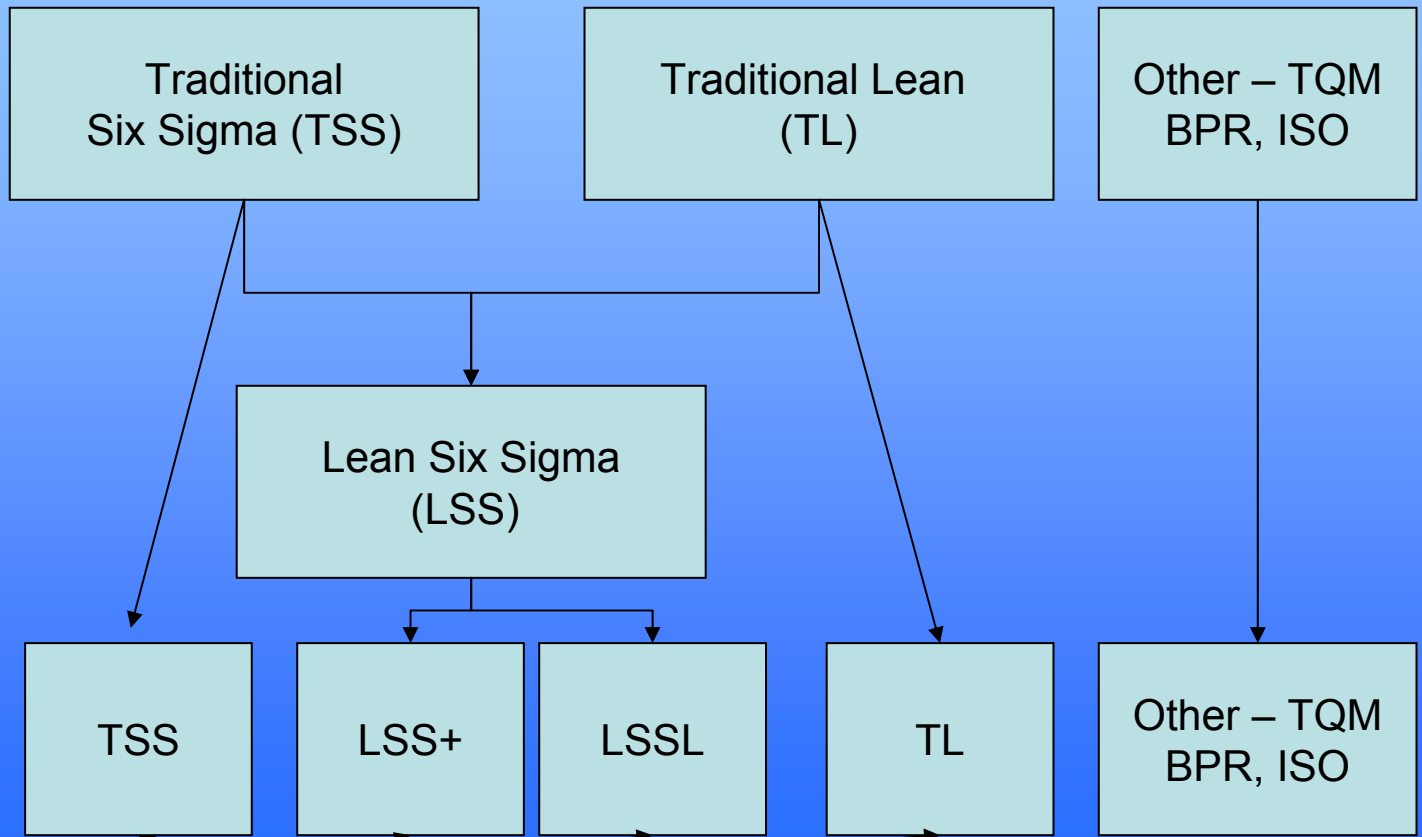 Traditional
Six Sigma (TSS)
Traditional Lean
(TL)
Other – TQM
BPR, ISO
Lean Six Sigma
(LSS)
TSS
LSS+
LSSL
TL
Other – TQM
BPR, ISO